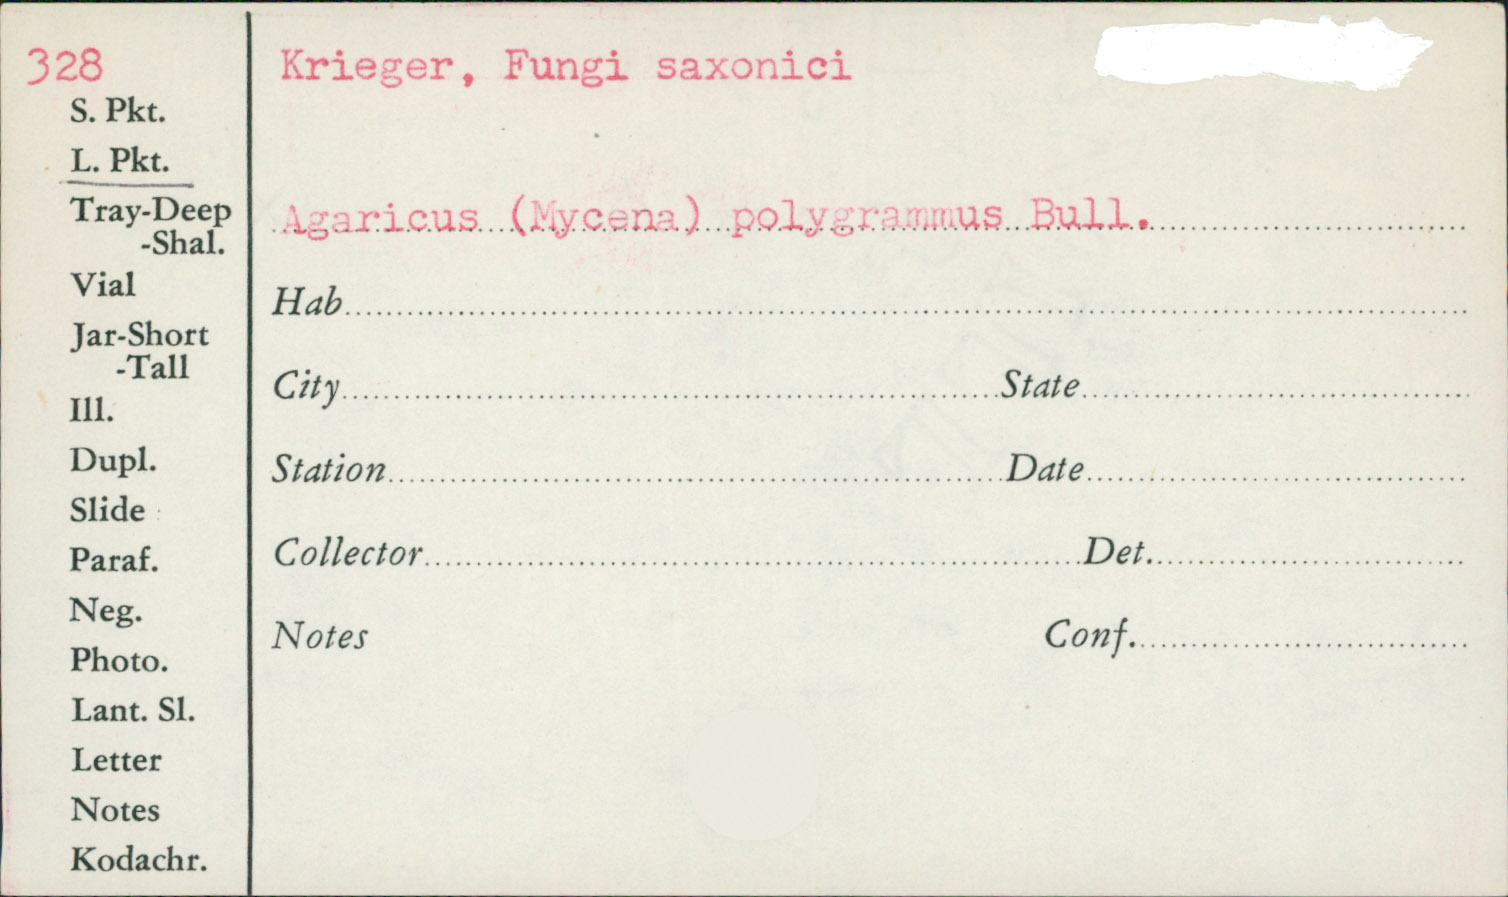 328
S. Pkt.
L. Pkt.
Tray-Deep
-Shal.
Vial
Jar-Short
-Tall
Ill.
Dupl.
Slide
Paraf.
Neg.
Photo.
Lant. Sl.
Letter
Notes
Kodachr.
Krieger, Fungi saxonici
Agaricus (Mycena) polygrammus Bull.
Hab
City State
Station Date
Collector Det.
Notes Conf.